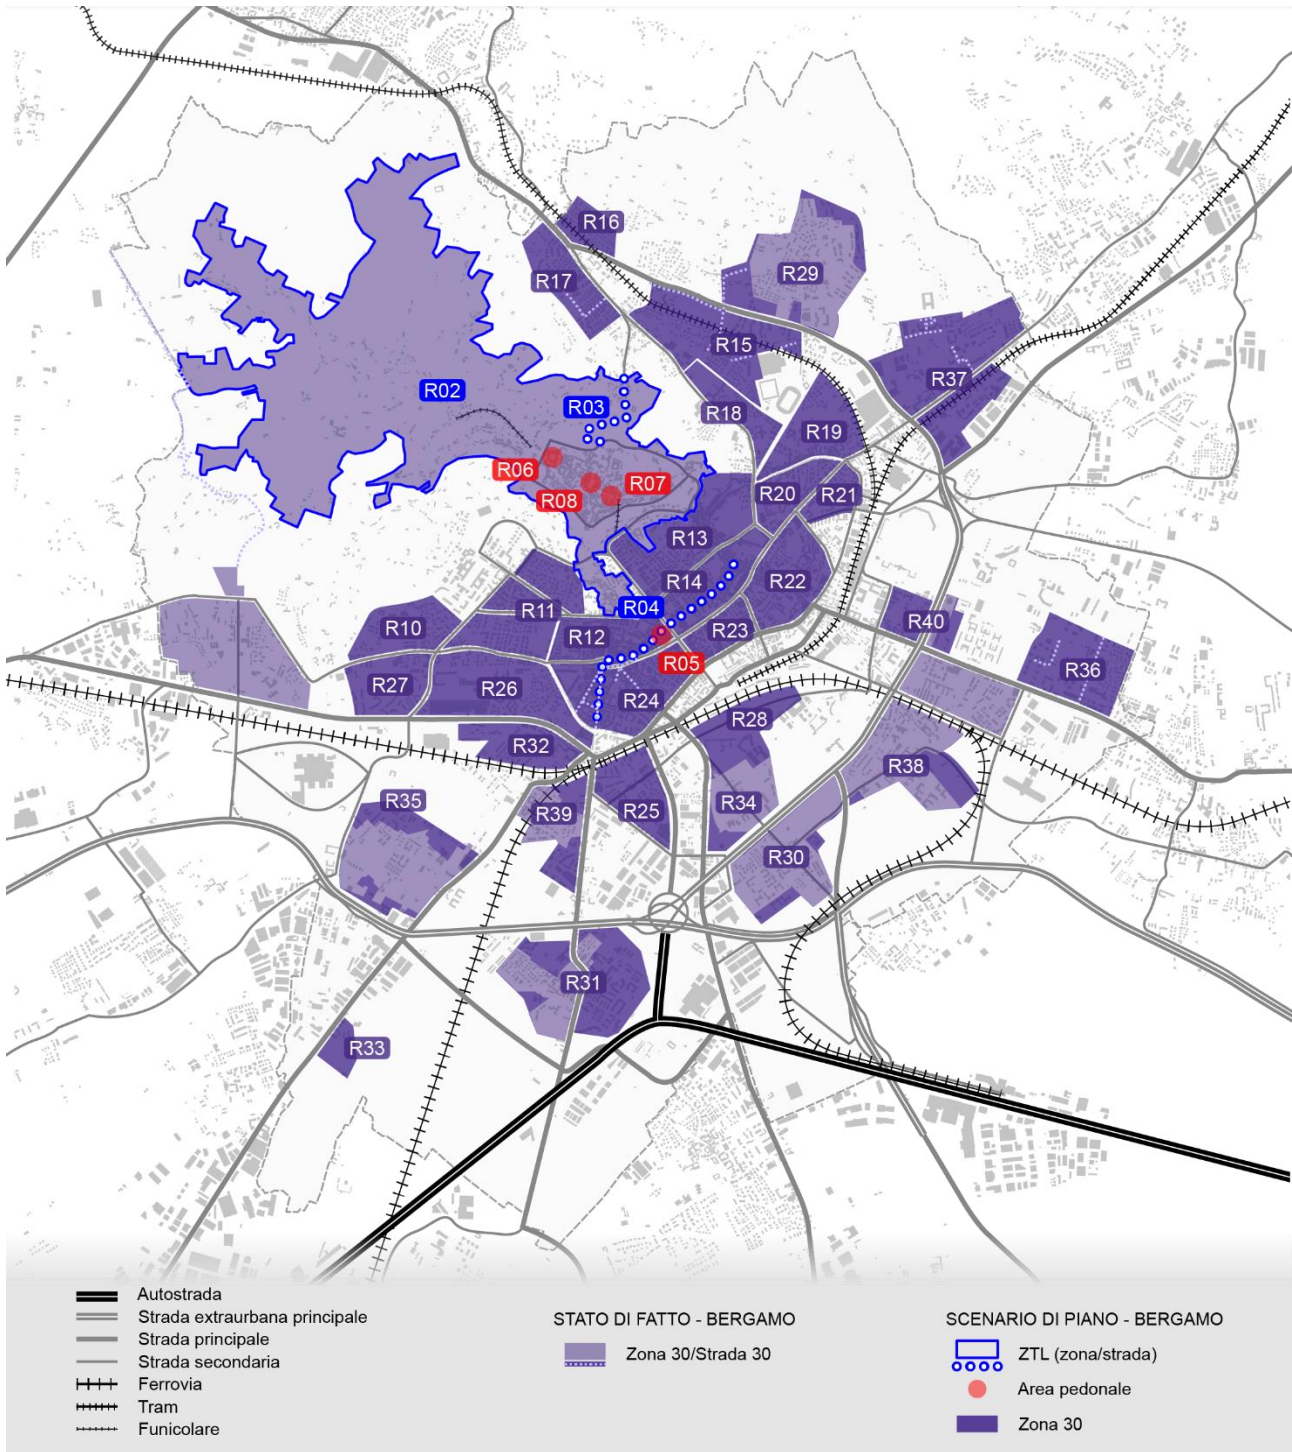 R16
R17
R29
R15
R37
R02
R03
R18
R19
R06
R07
R08
R20
R21
R13
R14
R22
R11
R04
R40
R10
R12
R23
R05
R36
R27
R26
R24
R28
R32
R38
R35
R39
R25
R34
R30
R31
R33
Autostrada
Strada extraurbana principale
Strada principale
Strada secondaria
Ferrovia
Tram
Funicolare
STATO DI FATTO - BERGAMO
Zona 30/Strada 30
SCENARIO DI PIANO - BERGAMO
ZTL (zona/strada)
Area pedonale
Zona 30